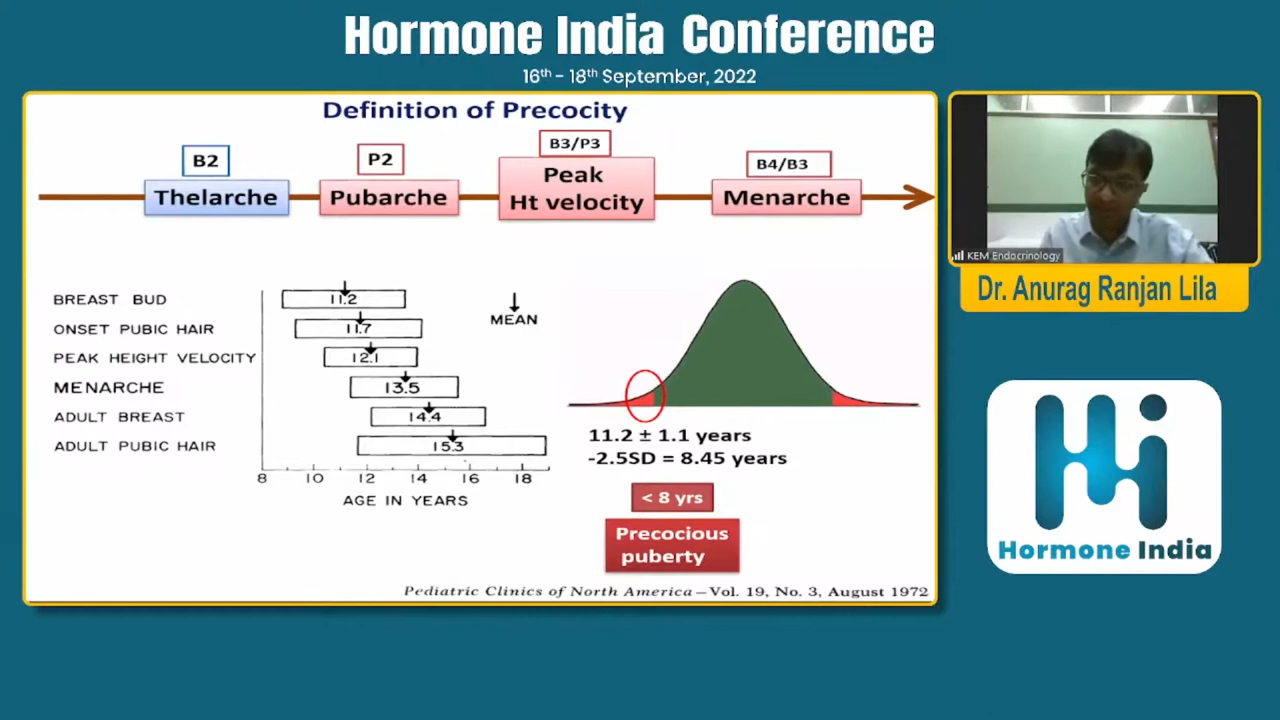 Hormone India Conference
16th - 18th September, 2022
Definition of Precocity
B2
P2
B3/P3
B4/B3
Thelarche
Pubarche
Peak
Ht velocity
Menarche
BREAST BUD
11.2
ONSET PUBIC HAIR
11.7
PEAK HEIGHT VELOCITY
12.1
MENARCHE
13.5
ADULT BREAST
14.4
ADULT PUBIC HAIR
15.3
8 10 12 14 16 18
AGE IN YEARS
MEAN
11.2 ± 1.1 years
-2.5SD = 8.45 years
< 8 yrs
Precocious
puberty
Pediatric Clinics of North America—Vol. 19, No. 3, August 1972
KEM Endocrinology
Dr. Anurag Ranjan Lila
Hormone India